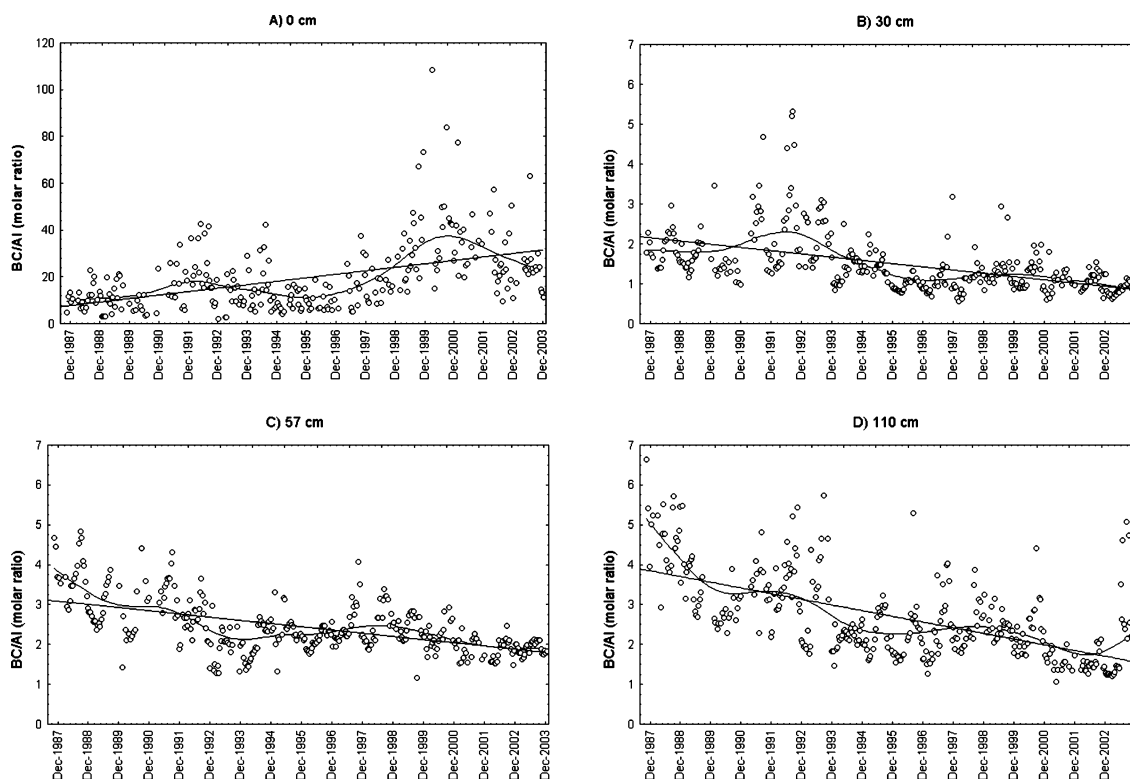 A) 0 cm
BC/Al (molar ratio)
120
100
80
60
40
20
0
Dec-1987
Dec-1988
Dec-1989
Dec-1990
Dec-1991
Dec-1992
Dec-1993
Dec-1994
Dec-1995
Dec-1996
Dec-1997
Dec-1998
Dec-1999
Dec-2000
Dec-2001
Dec-2002
Dec-2003
B) 30 cm
BC/Al (molar ratio)
7
6
5
4
3
2
1
0
Dec-1987
Dec-1988
Dec-1989
Dec-1990
Dec-1991
Dec-1992
Dec-1993
Dec-1994
Dec-1995
Dec-1996
Dec-1997
Dec-1998
Dec-1999
Dec-2000
Dec-2001
Dec-2002
C) 57 cm
BC/Al (molar ratio)
7
6
5
4
3
2
1
0
Dec-1987
Dec-1988
Dec-1989
Dec-1990
Dec-1991
Dec-1992
Dec-1993
Dec-1994
Dec-1995
Dec-1996
Dec-1997
Dec-1998
Dec-1999
Dec-2000
Dec-2001
Dec-2002
Dec-2003
D) 110 cm
BC/Al (molar ratio)
7
6
5
4
3
2
1
0
Dec-1987
Dec-1988
Dec-1989
Dec-1990
Dec-1991
Dec-1992
Dec-1993
Dec-1994
Dec-1995
Dec-1996
Dec-1997
Dec-1998
Dec-1999
Dec-2000
Dec-2001
Dec-2002